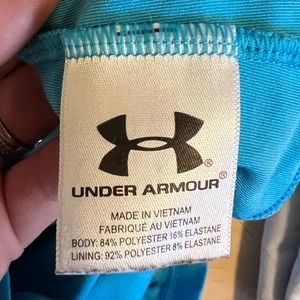 UNDER ARMOUR®
MADE IN VIETNAM
FABRIQUÉ AU VIETNAM
BODY: 84% POLYESTER 16% ELASTANE
LINING: 92% POLYESTER 8% ELASTANE